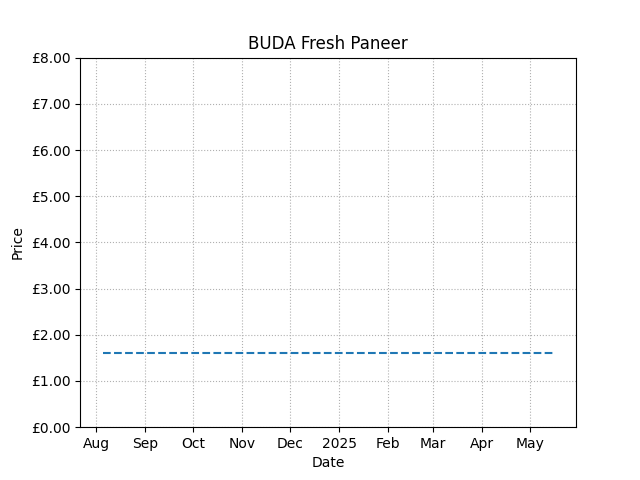 BUDA Fresh Paneer
£8.00
£7.00
£6.00
£5.00
£4.00
£3.00
£2.00
£1.00
£0.00
Price
Aug Sep Oct Nov Dec 2025 Feb Mar Apr May
Date